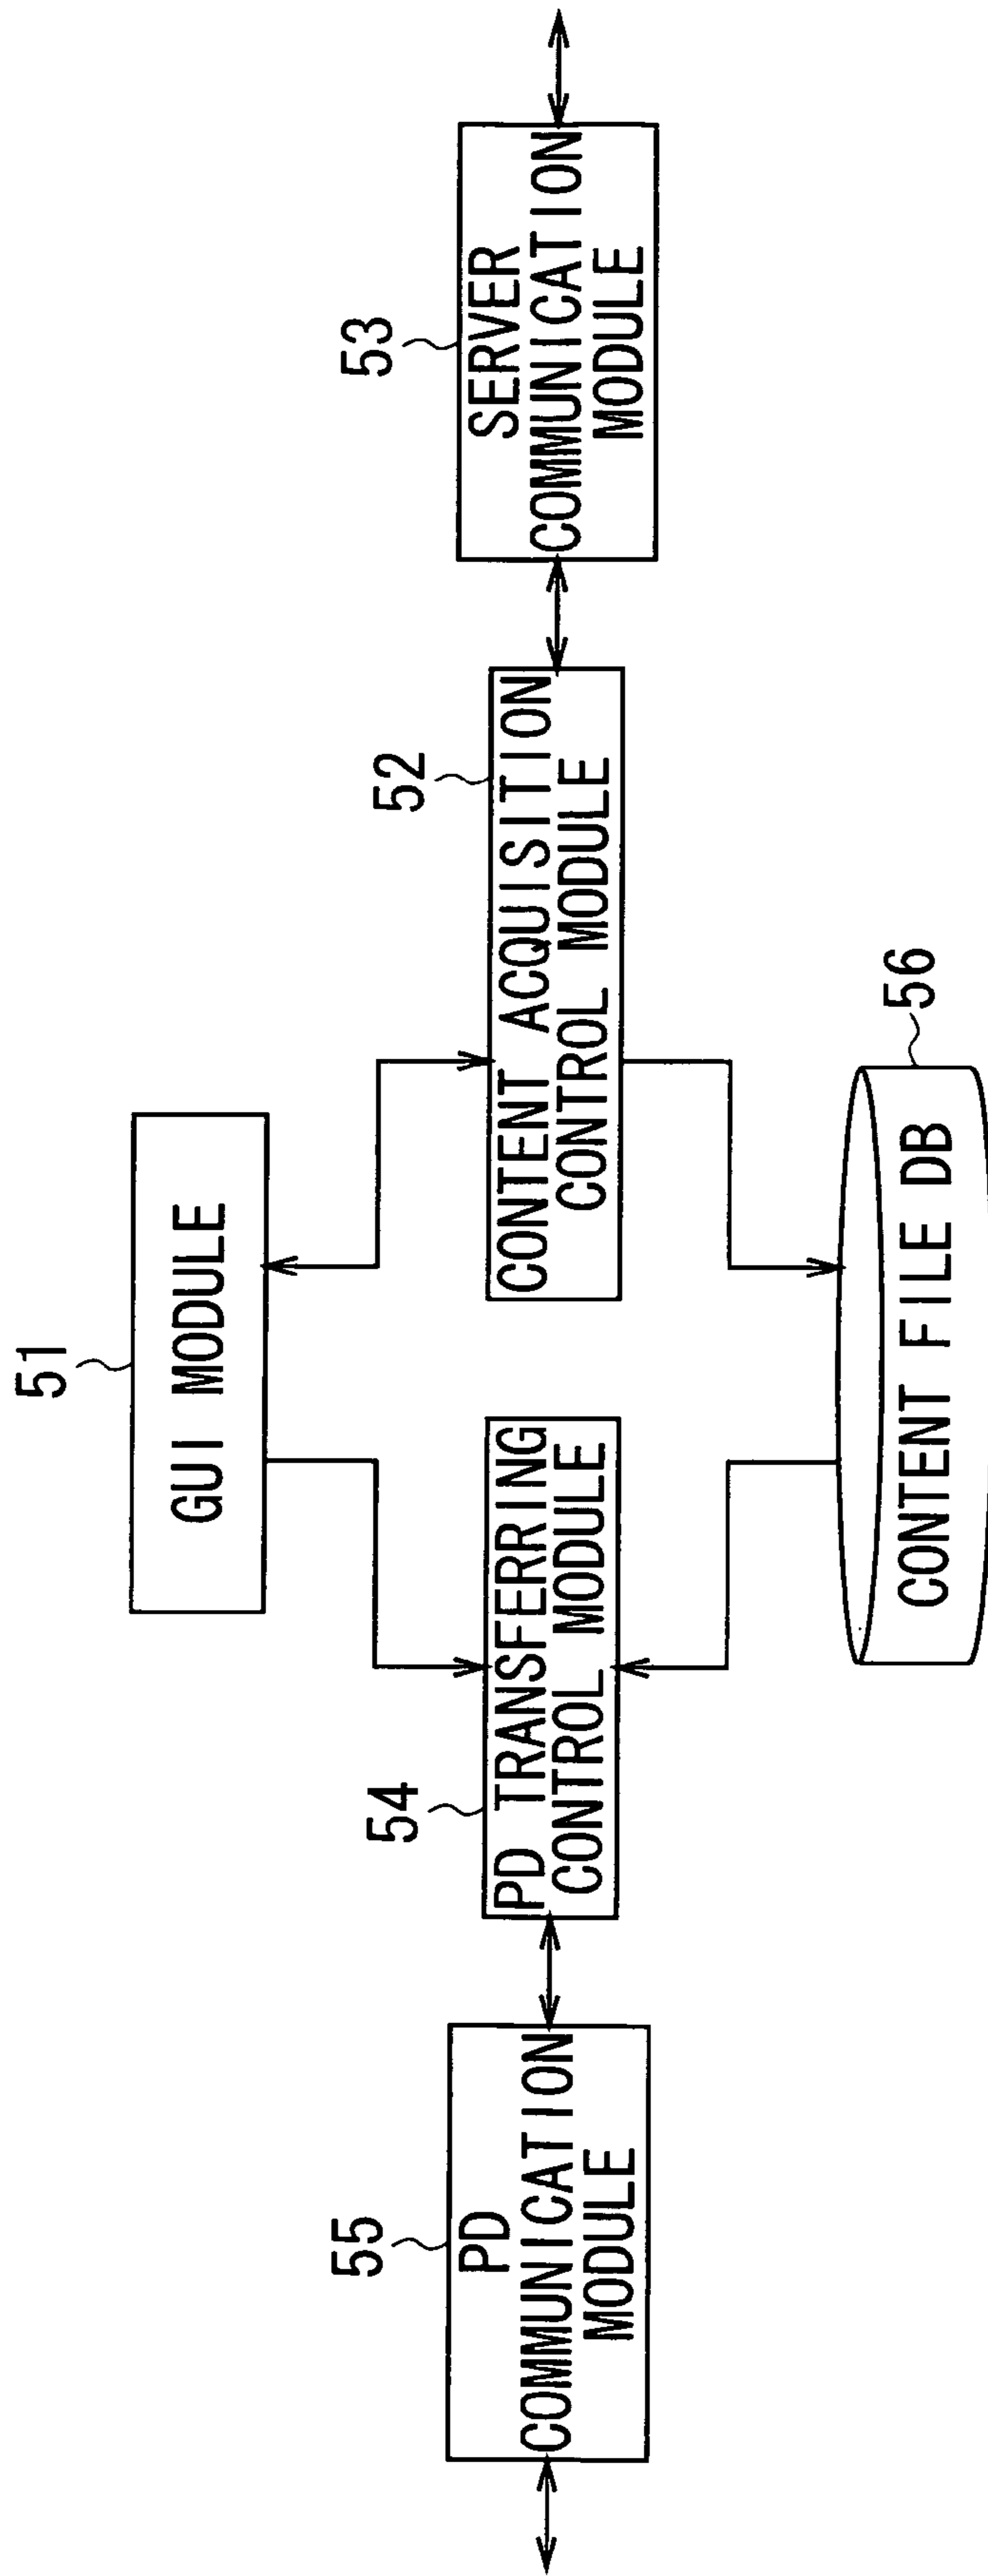 51
GUI MODULE
55
PD
COMMUNICATION
MODULE
54
PD TRANSFERRING
CONTROL MODULE
52
CONTENT ACQUISITION
CONTROL MODULE
53
SERVER
COMMUNICATION
MODULE
56
CONTENT FILE DB